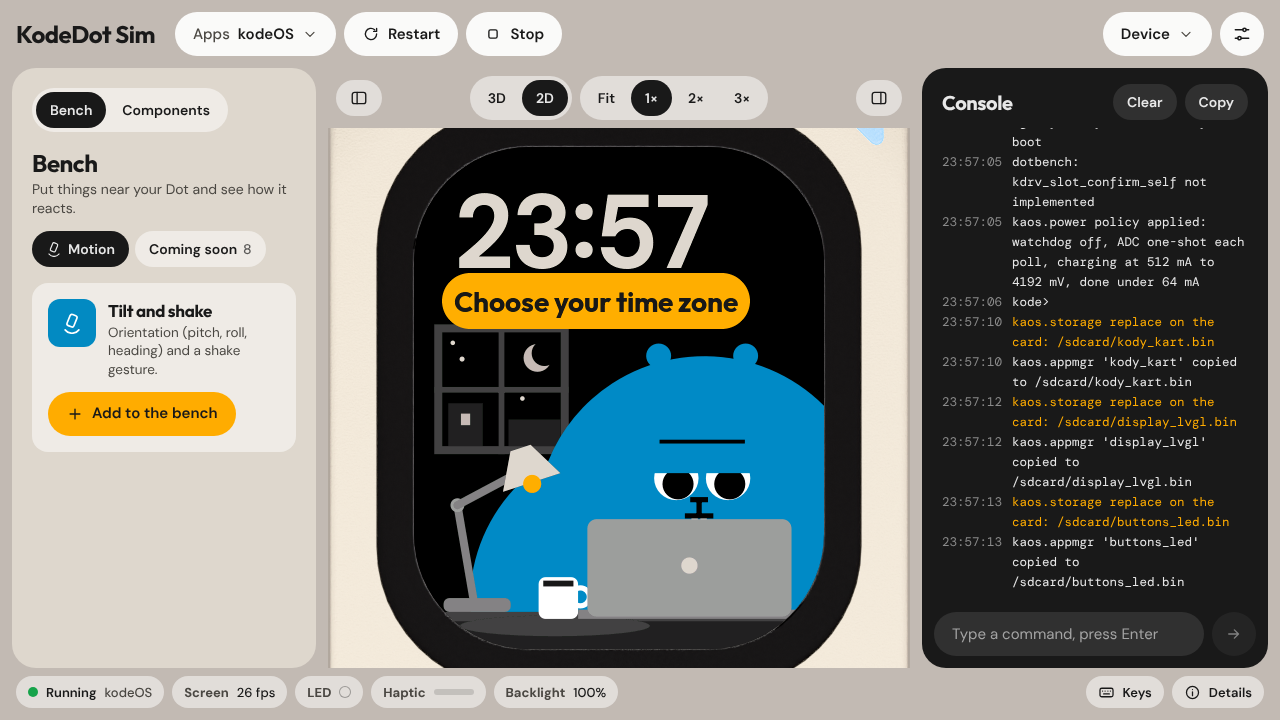 KodeDot Sim
Apps kodeOS
Restart
Stop
Device
Bench
Components
Bench
Put things near your Dot and see how it
reacts.
Motion
Coming soon 8
Tilt and shake
Orientation (pitch, roll,
heading) and a shake
gesture.
Add to the bench
3D
2D
Fit
1×
2×
3×
23:57
Choose your time zone
Console
Clear
Copy
boot
23:57:05 dotbench:
kdrv_slot_confirm_self not
implemented
23:57:05 kaos.power policy applied:
watchdog off, ADC one-shot each
poll, charging at 512 mA to
4192 mV, done under 64 mA
23:57:06 kode>
23:57:10 kaos.storage replace on the
card: /sdcard/kody_kart.bin
23:57:10 kaos.appmgr 'kody_kart' copied
to /sdcard/kody_kart.bin
23:57:12 kaos.storage replace on the
card: /sdcard/display_lvgl.bin
23:57:12 kaos.appmgr 'display_lvgl'
copied to
/sdcard/display_lvgl.bin
23:57:13 kaos.storage replace on the
card: /sdcard/buttons_led.bin
23:57:13 kaos.appmgr 'buttons_led'
copied to
/sdcard/buttons_led.bin
Type a command, press Enter
Running kodeOS
Screen 26 fps
LED
Haptic
Backlight 100%
Keys
Details